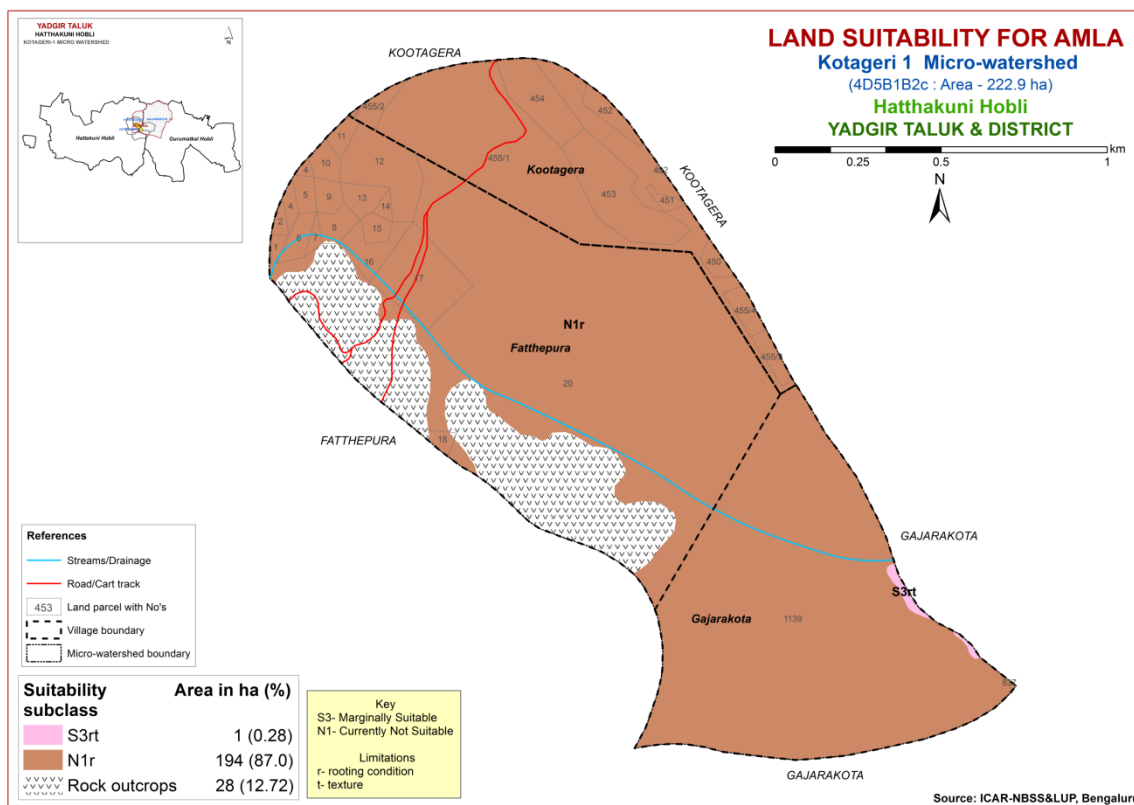 YADGIR TALUK
HATTHAKUNI HOBLI
KOTAGERI-1 MICRO WATERSHED
N
Hattakuni Hobli
Gurumatkal Hobli
LAND SUITABILITY FOR AMLA
Kotageri 1 Micro-watershed
(4D5B1B2c : Area - 222.9 ha)
Hatthakuni Hobli
YADGIR TALUK & DISTRICT
0 0.25 0.5 1 km
N
KOOTAGERA
455/2
454
452
11
12
455/1
Kootagera
10
KOOTAGERA
452
5
9
13
453
451
4
14
2
8
15
6
7
1
16
450
17
455/4
N1r
Fatthepura
20
FATTHEPURA
18
GAJARAKOTA
S3rt
Gajarakota
1139
GAJARAKOTA
References
Streams/Drainage
Road/Cart track
453 Land parcel with No's
Village boundary
Micro-watershed boundary
Suitability subclass Area in ha (%)
S3rt 1 (0.28)
N1r 194 (87.0)
Rock outcrops 28 (12.72)
Key
S3- Marginally Suitable
N1- Currently Not Suitable
Limitations
r- rooting condition
t- texture
Source: ICAR-NBSS&LUP, Bengaluru